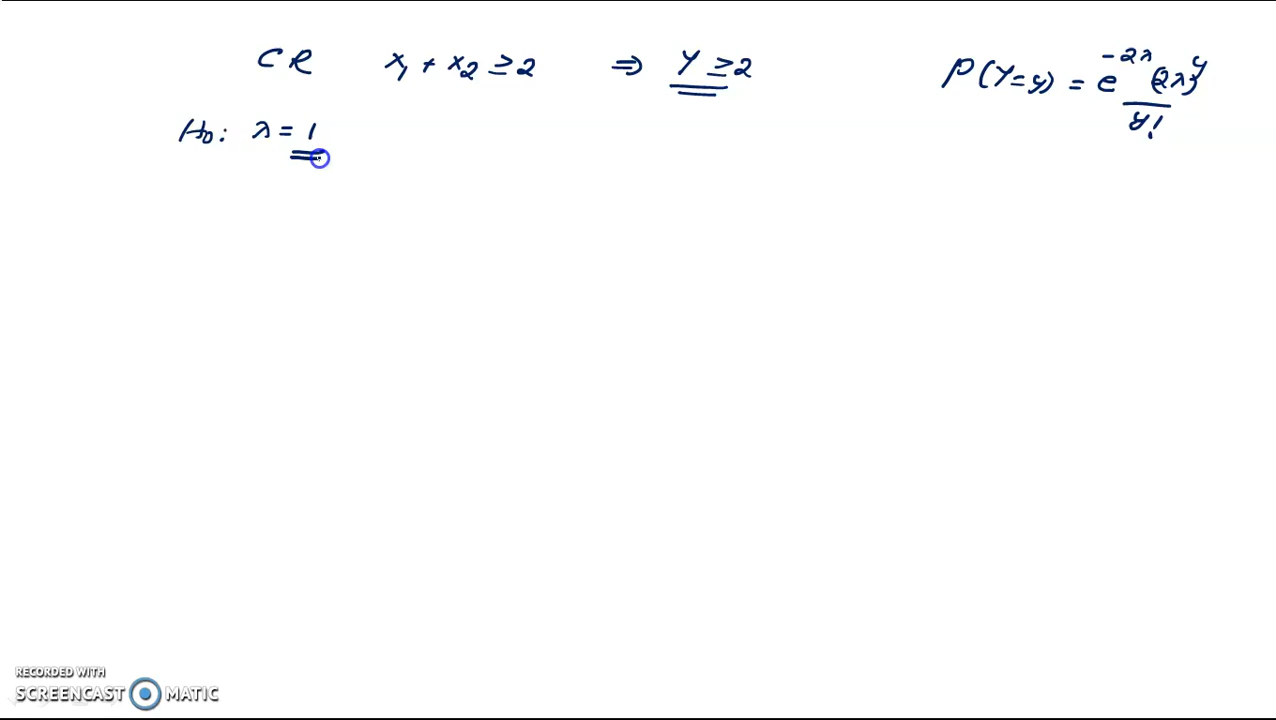 CR x₁ + x₂ ≥ 2 ⇒ Y ≥ 2 P(Y=y) = e^{-2λ} (2λ)^y / y!
H₀: λ = 1
RECORDED WITH
SCREENCAST MATIC